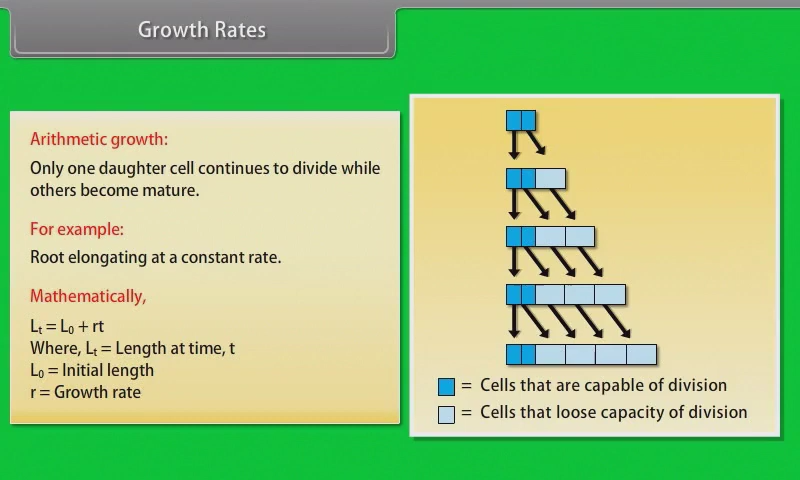 Growth Rates
Arithmetic growth:
Only one daughter cell continues to divide while
others become mature.
For example:
Root elongating at a constant rate.
Mathematically,
Lₜ = L₀ + rt
Where, Lₜ = Length at time, t
L₀ = Initial length
r = Growth rate
= Cells that are capable of division
= Cells that loose capacity of division